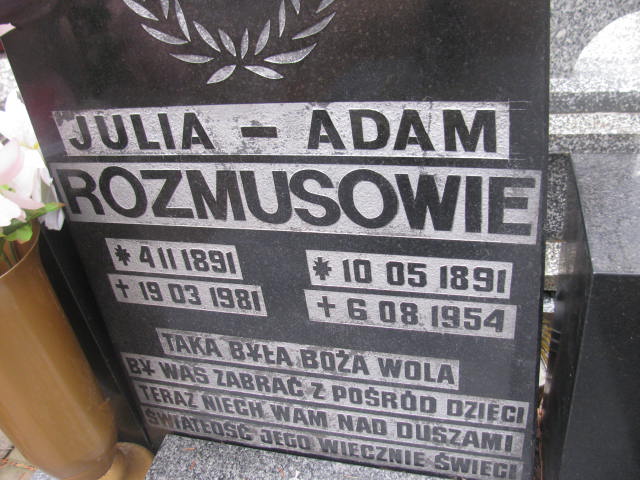 JULIA - ADAM
ROZMUSOWIE
* 4 11 1891
* 10 05 1891
† 19 03 1981
† 6 08 1954
TAKA BYŁA BOŻA WOLA
BY WAS ZABRAĆ Z POŚRÓD DZIECI
TERAZ NIECH WAM NAD DUSZAMI
ŚWIATŁOŚĆ JEGO WIECZNIE ŚWIECI